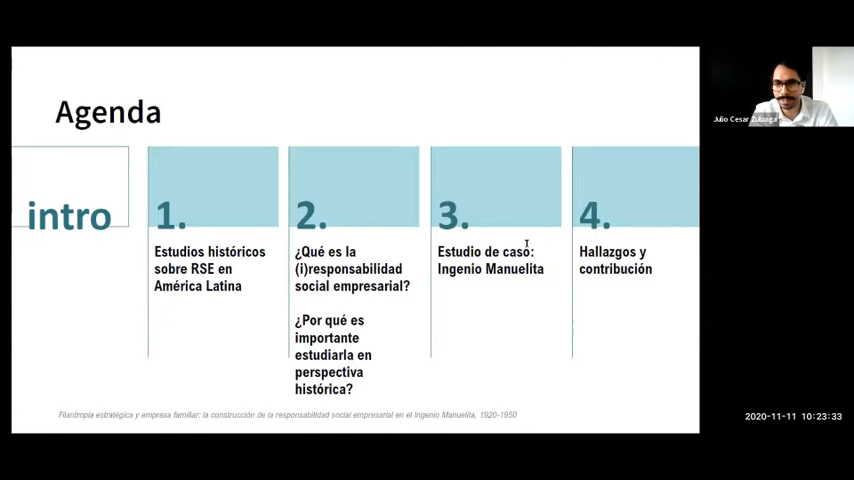 Agenda
intro
1.
Estudios históricos
sobre RSE en
América Latina
2.
¿Qué es la
(i)responsabilidad
social empresarial?
¿Por qué es
importante
estudiarla en
perspectiva
histórica?
3.
Estudio de caso:
Ingenio Manuelita
4.
Hallazgos y
contribución
Filantropía estratégica y empresa familiar: la construcción de la responsabilidad social empresarial en el Ingenio Manuelita, 1920-1950
Julio Cesar Zuluaga
2020-11-11 10:23:33